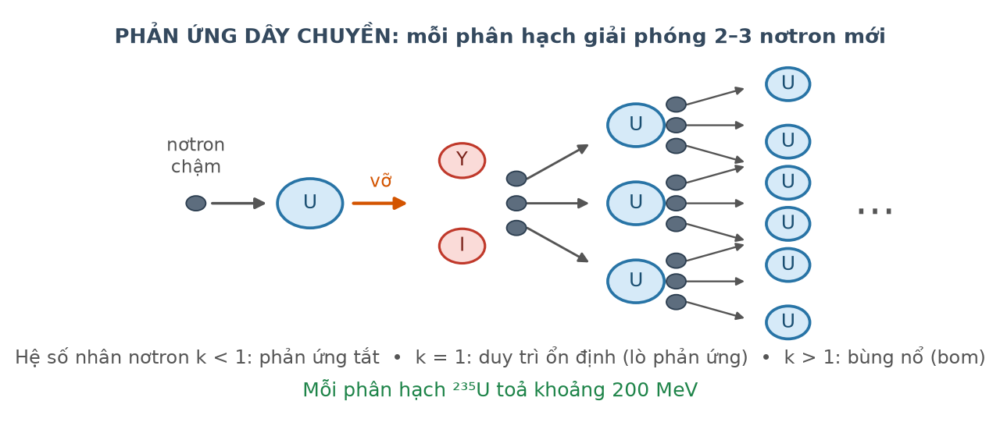 PHẢN ỨNG DÂY CHUYỀN: mỗi phân hạch giải phóng 2–3 nơtron mới
nơtron
chậm
U
vỡ
Y
I
U
U
U
U
U
U
U
U
U
...
Hệ số nhân nơtron k < 1: phản ứng tắt • k = 1: duy trì ổn định (lò phản ứng) • k > 1: bùng nổ (bom)
Mỗi phân hạch ²³⁵U toả khoảng 200 MeV